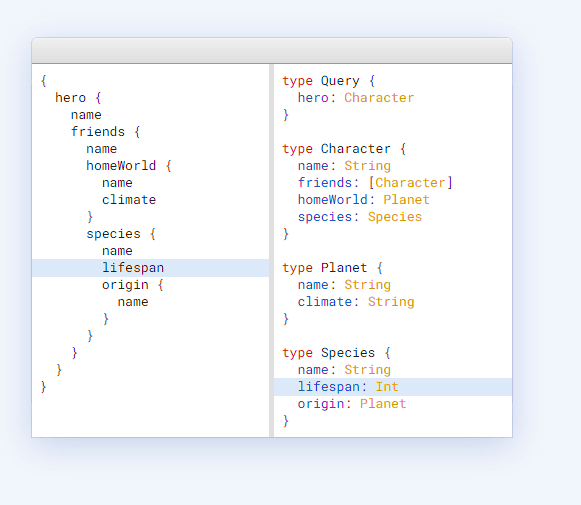 {
  hero {
    name
    friends {
      name
      homeWorld {
        name
        climate
      }
      species {
        name
        lifespan
        origin {
          name
        }
      }
    }
  }
}
type Query {
  hero: Character
}

type Character {
  name: String
  friends: [Character]
  homeWorld: Planet
  species: Species
}

type Planet {
  name: String
  climate: String
}

type Species {
  name: String
  lifespan: Int
  origin: Planet
}